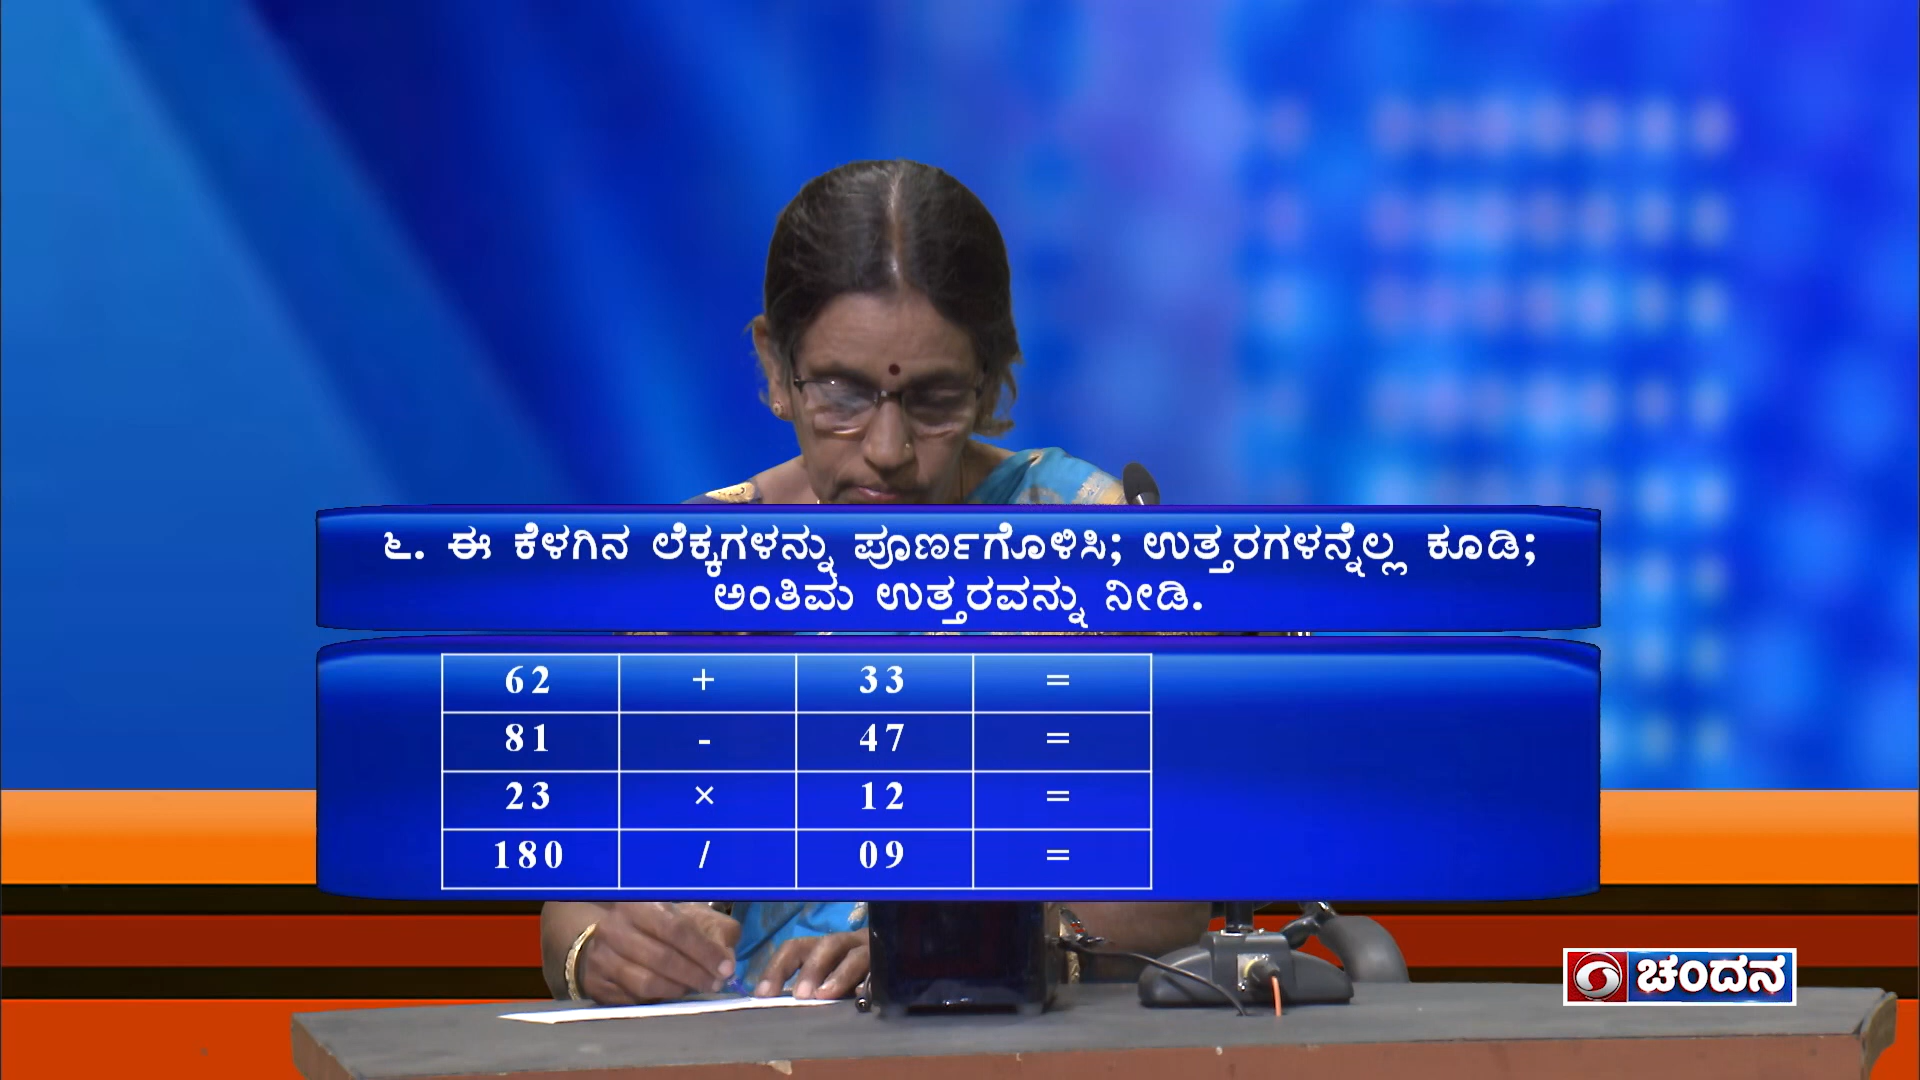 ೬. ಈ ಕೆಳಗಿನ ಲೆಕ್ಕಗಳನ್ನು ಪೂರ್ಣಗೊಳಿಸಿ; ಉತ್ತರಗಳನ್ನೆಲ್ಲ ಕೂಡಿ;
ಅಂತಿಮ ಉತ್ತರವನ್ನು ನೀಡಿ.
62 + 33 =
81 - 47 =
23 × 12 =
180 / 09 =
ಚಂದನ